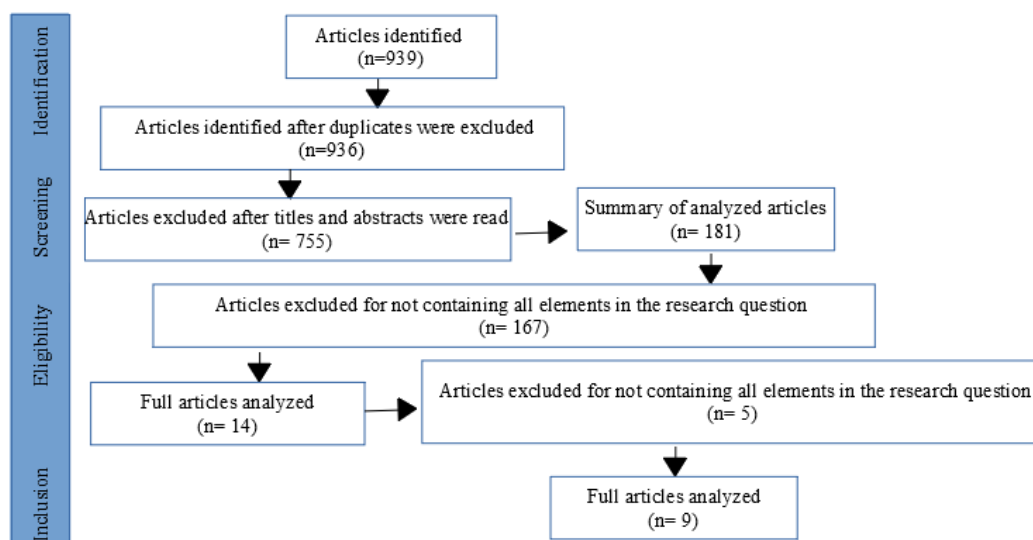 Identification
Articles identified
(n=939)
Articles identified after duplicates were excluded
(n=936)
Screening
Articles excluded after titles and abstracts were read
(n= 755)
Summary of analyzed articles
(n= 181)
Eligibility
Articles excluded for not containing all elements in the research question
(n= 167)
Full articles analyzed
(n= 14)
Articles excluded for not containing all elements in the research question
(n= 5)
Inclusion
Full articles analyzed
(n= 9)